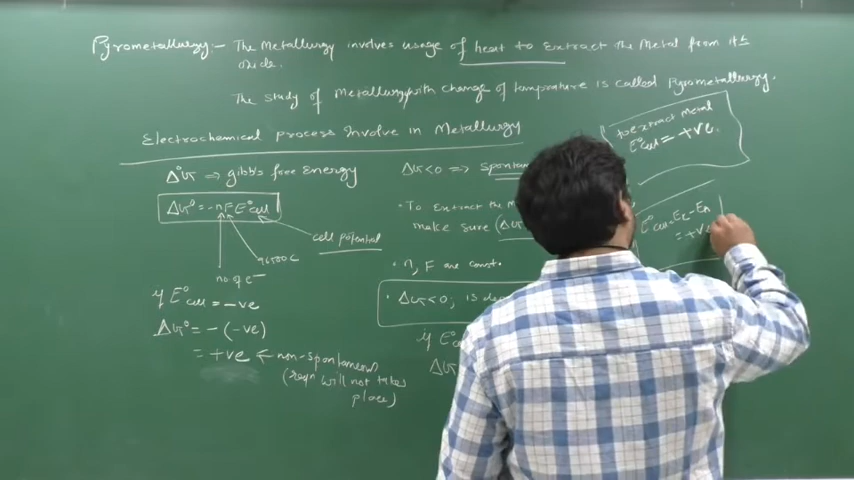 Pyrometallurgy:- The Metallurgy involves usage of heat to Extract the Metal from its
oxide.
The study of Metallurgy with change of temprature is called Pyrometallurgy.
Electrochemical process Involve in Metallurgy
ΔG° ⇒ gibb's free Energy
ΔG° = -nFE°cell
cell potential
96500 C
no. of e⁻
if E°cell = -ve
ΔG° = -(-ve)
= +ve ← non-spontaneous
(reqn will not takes
place)
ΔG<0 ⟹ spontan
• To Extract the M
make sure (ΔG
• n, F are const.
• ΔG<0; is de
if E°c
ΔG
to extract metal
E°cell = +ve.
E°cell = Ec - En
= +ve